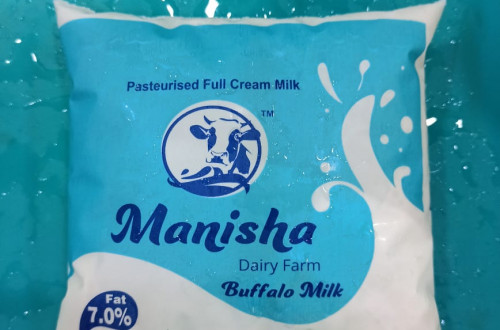 Pasteurised Full Cream Milk
TM
Manisha
Dairy Farm
Buffalo Milk
Fat
7.0%